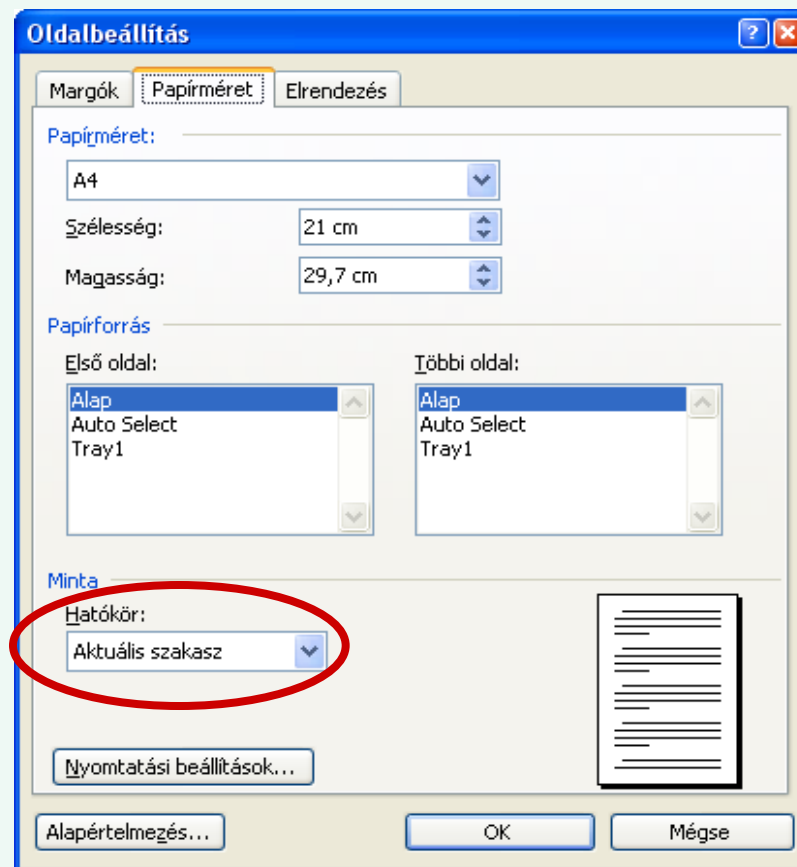 Oldalbeállítás
Margók Papírméret Elrendezés
Papírméret:
A4
Szélesség: 21 cm
Magasság: 29,7 cm
Papírforrás
Első oldal: Többi oldal:
Alap Alap
Auto Select Auto Select
Tray1 Tray1
Minta
Hatókör:
Aktuális szakasz
Nyomtatási beállítások...
Alapértelmezés... OK Mégse